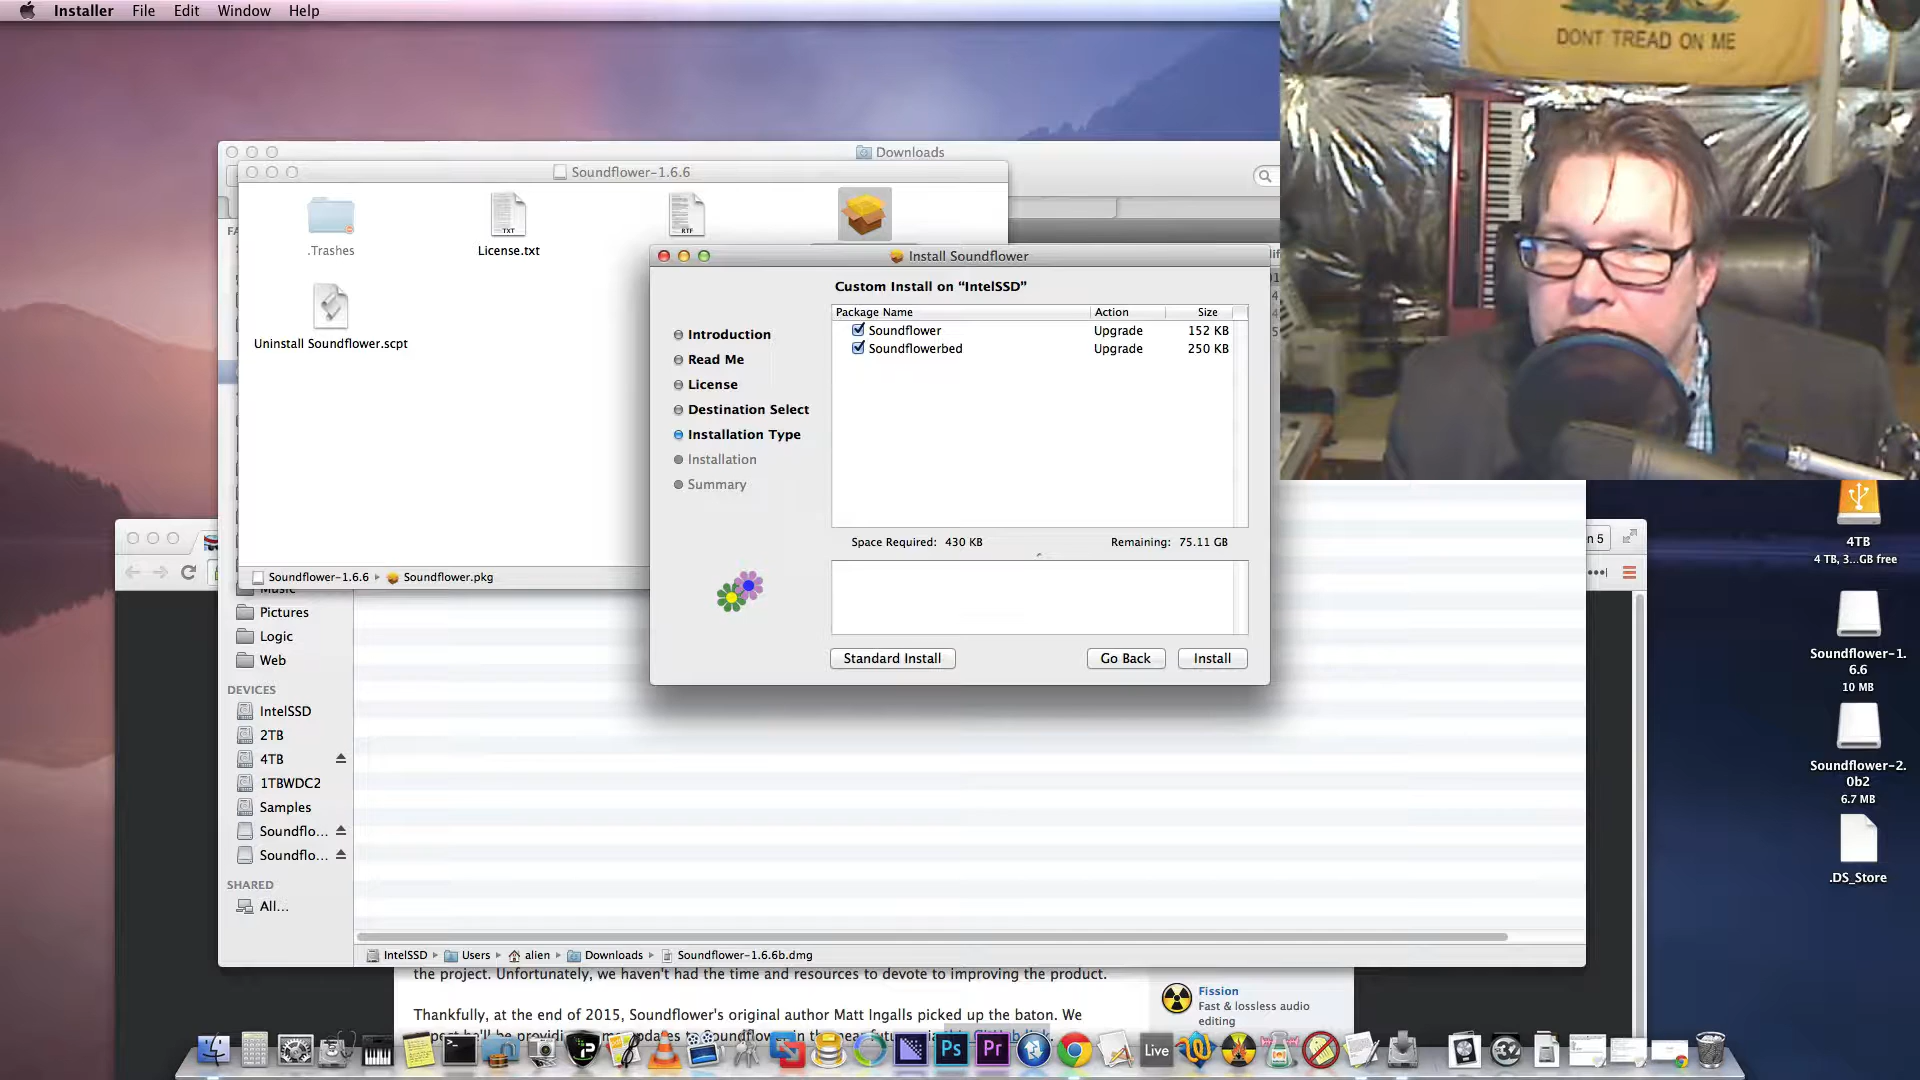 Installer File Edit Window Help
DONT TREAD ON ME
Downloads
Soundflower-1.6.6
.Trashes
TXT
License.txt
RTF
Uninstall Soundflower.scpt
Soundflower-1.6.6 Soundflower.pkg
Install Soundflower
Custom Install on “IntelSSD”
Package Name Action Size
Soundflower Upgrade 152 KB
Soundflowerbed Upgrade 250 KB
Introduction
Read Me
License
Destination Select
Installation Type
Installation
Summary
Space Required: 430 KB Remaining: 75.11 GB
Standard Install Go Back Install
Music
Pictures
Logic
Web
DEVICES
IntelSSD
2TB
4TB
1TBWDC2
Samples
Soundflo...
Soundflo...
SHARED
All...
IntelSSD Users alien Downloads Soundflower-1.6.6b.dmg
4TB
4 TB, 3...GB free
Soundflower-1.
6.6
10 MB
Soundflower-2.
0b2
6.7 MB
.DS_Store
the project. Unfortunately, we haven't had the time and resources to devote to improving the product.
Thankfully, at the end of 2015, Soundflower's original author Matt Ingalls picked up the baton. We
Fission
Fast & lossless audio
editing
Ps
Pr
Live
32